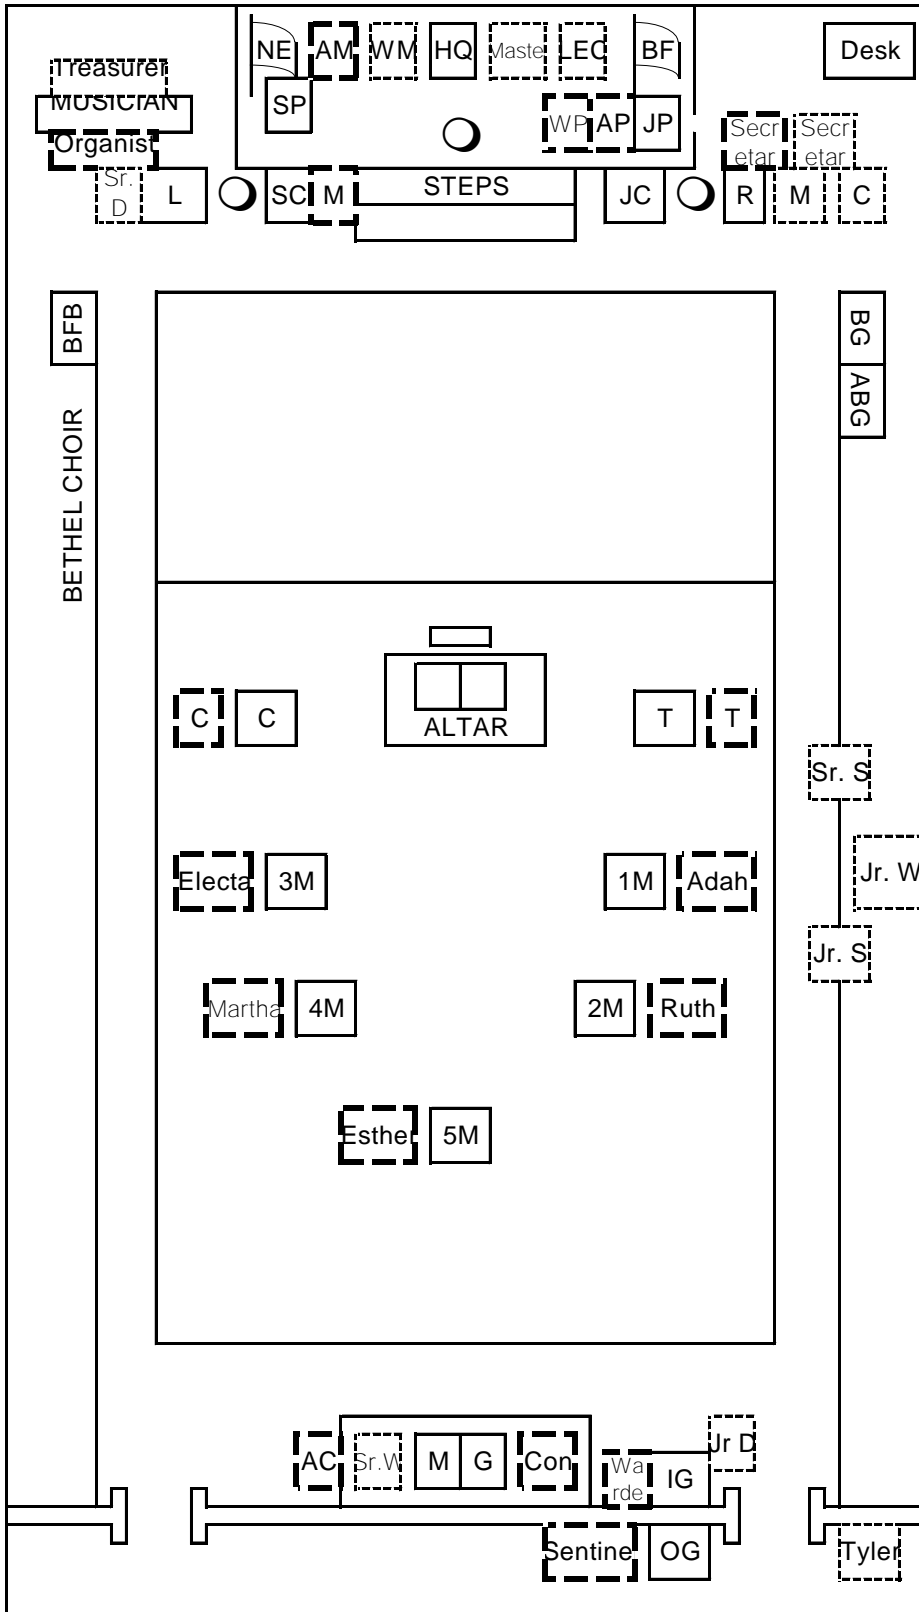 NE AM WM HQ Maste LEO BF Desk
Treasurer
MUSICIAN SP WP AP JP
Organist Secr Secr
etar etar
Sr.
D L SC M STEPS JC R M C
BFB BG
ABG
BETHEL CHOIR
ALTAR
C C T T
Sr. S
Electa 3M 1M Adah Jr. W
Jr. S
Martha 4M 2M Ruth
Esther 5M
AC Sr.W M G Con Wa
rde IG Jr D
Sentine OG Tyler